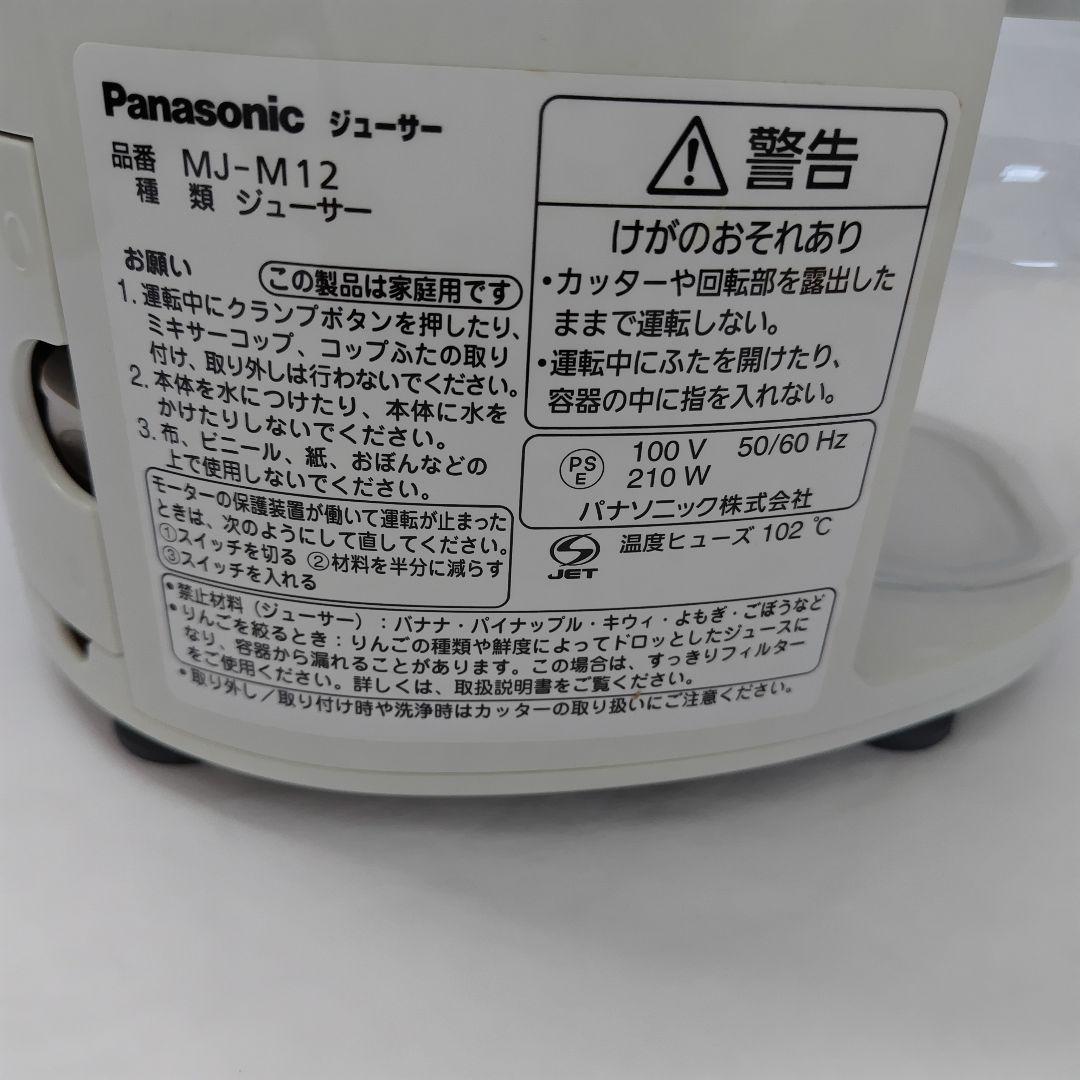 Panasonic ジューサー
品番 MJ-M12
種類 ジューサー
お願い この製品は家庭用です
1. 運転中にクランプボタンを押したり、
ミキサーコップ、コップふたの取り
付け、取り外しは行わないでください。
2. 本体を水につけたり、本体に水を
かけたりしないでください。
3. 布、ビニール、紙、おぼんなどの
上で使用しないでください。
モーターの保護装置が働いて運転が止まった
ときは、次のようにして直してください。
①スイッチを切る ②材料を半分に減らす
③スイッチを入れる
警告
けがのおそれあり
・カッターや回転部を露出した
ままで運転しない。
・運転中にふたを開けたり、
容器の中に指を入れない。
PS
E
100 V 50/60 Hz
210 W
パナソニック株式会社
S
JET
温度ヒューズ 102 ℃
・禁止材料（ジューサー）：バナナ・パイナップル・キウィ・よもぎ・ごぼうなど
・りんごを絞るとき：りんごの種類や鮮度によってドロッとしたジュースに
なり、容器から漏れることがあります。この場合は、すっきりフィルター
をご使用ください。詳しくは、取扱説明書をご覧ください。
・取り外し／取り付け時や洗浄時はカッターの取り扱いにご注意ください。